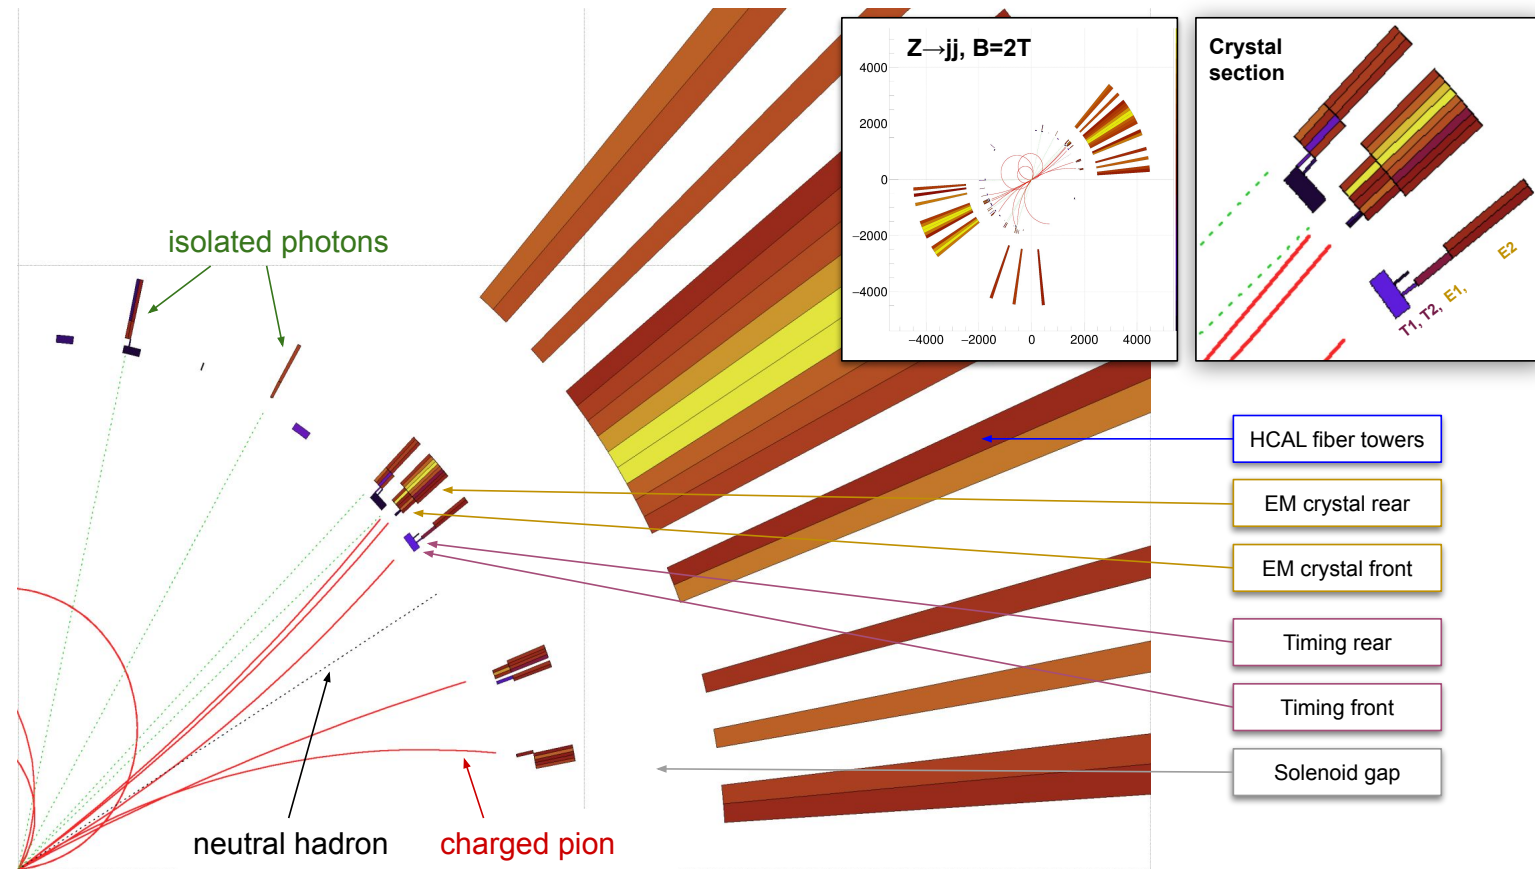 Z→jj, B=2T
4000
2000
0
−2000
−4000
−4000
−2000
0
2000
4000
Crystal
section
E2
E1,
T1, T2,
isolated photons
HCAL fiber towers
EM crystal rear
EM crystal front
Timing rear
Timing front
Solenoid gap
neutral hadron
charged pion